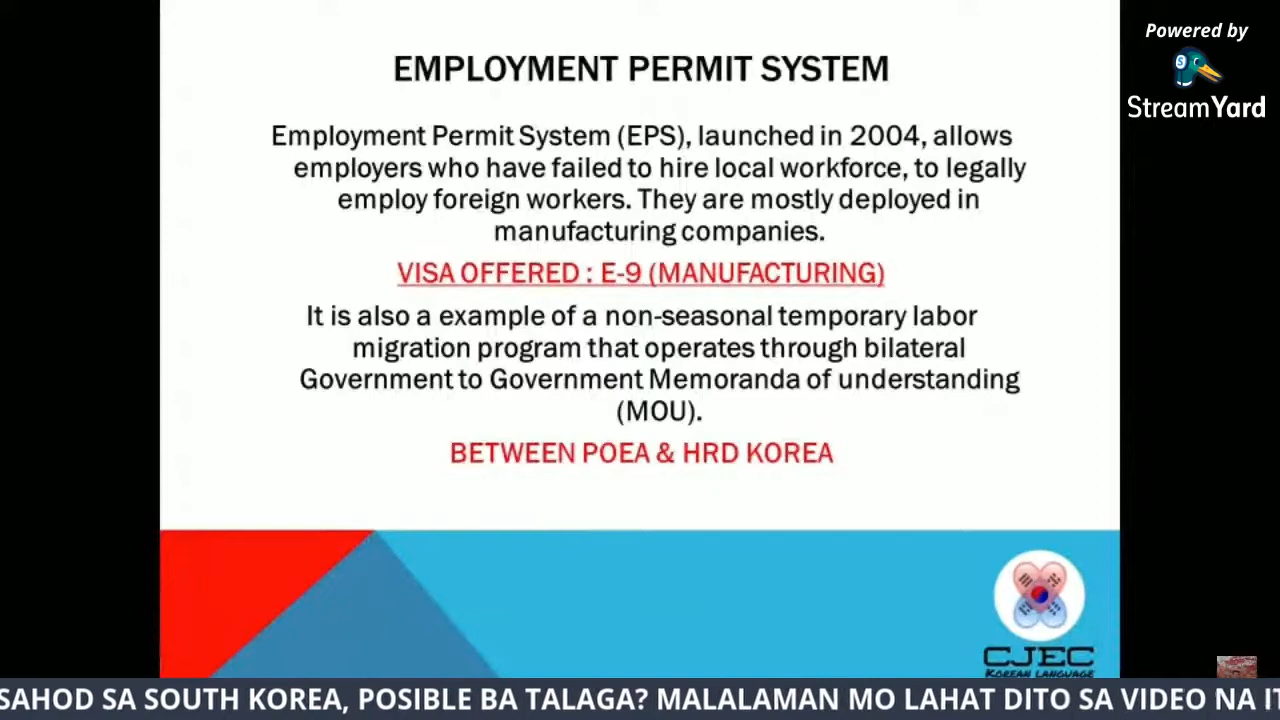 Powered by
StreamYard
EMPLOYMENT PERMIT SYSTEM
Employment Permit System (EPS), launched in 2004, allows
employers who have failed to hire local workforce, to legally
employ foreign workers. They are mostly deployed in
manufacturing companies.
VISA OFFERED : E-9 (MANUFACTURING)
It is also a example of a non-seasonal temporary labor
migration program that operates through bilateral
Government to Government Memoranda of understanding
(MOU).
BETWEEN POEA & HRD KOREA
CJEC
KOREAN LANGUAGE
SAHOD SA SOUTH KOREA, POSIBLE BA TALAGA? MALALAMAN MO LAHAT DITO SA VIDEO NA